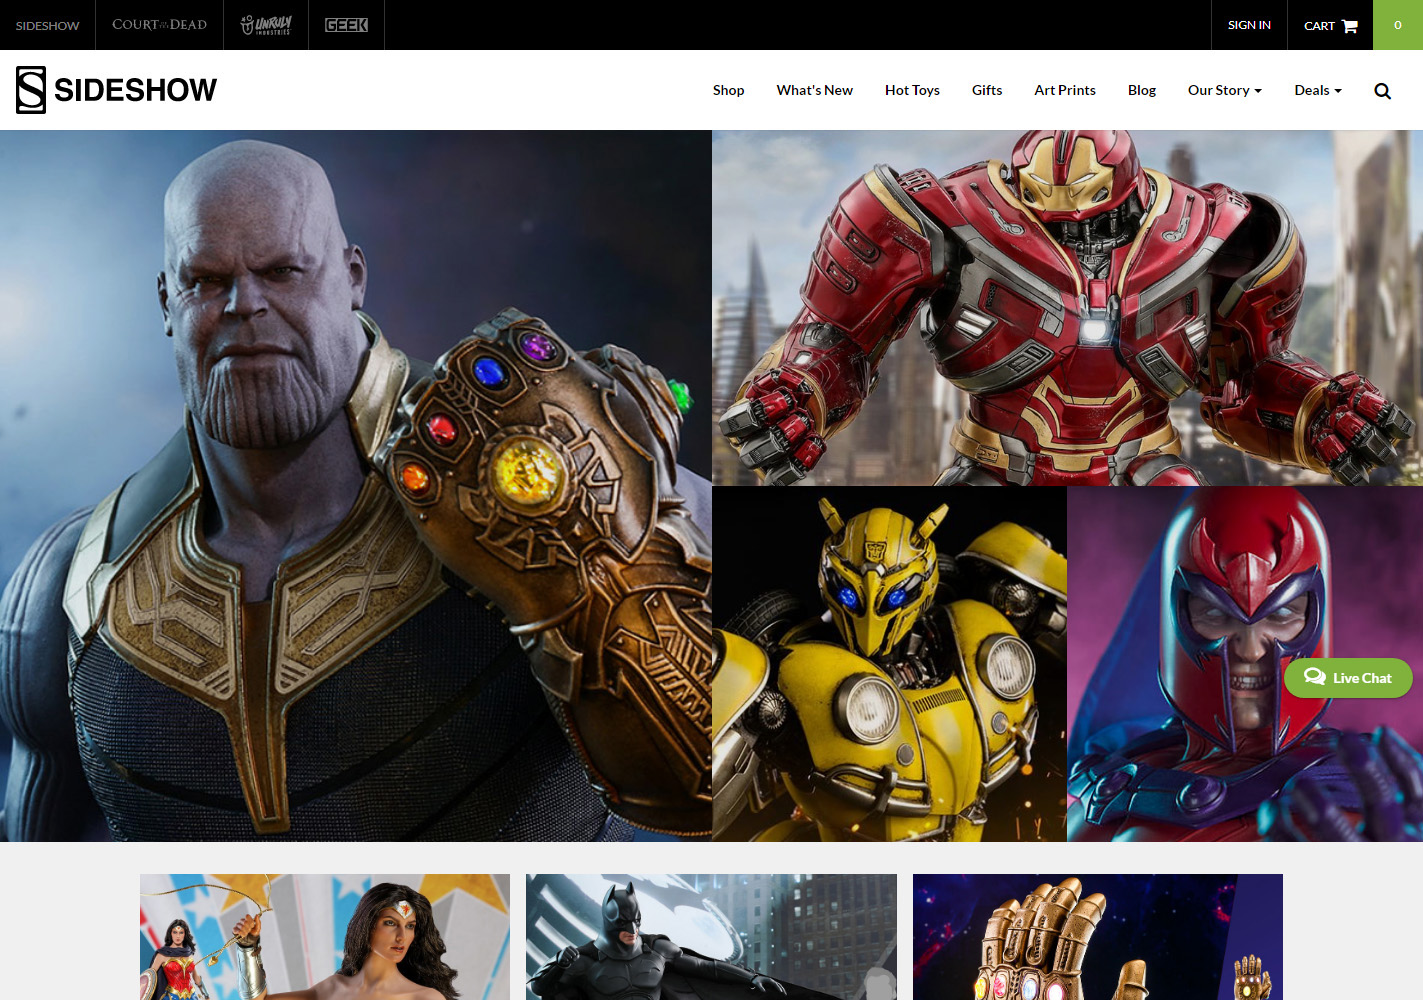 SIDESHOW
COURT OF THE DEAD
UNRULY
INDUSTRIES
GEEK
SIGN IN
CART
0
SIDESHOW
Shop
What's New
Hot Toys
Gifts
Art Prints
Blog
Our Story
Deals
Live Chat